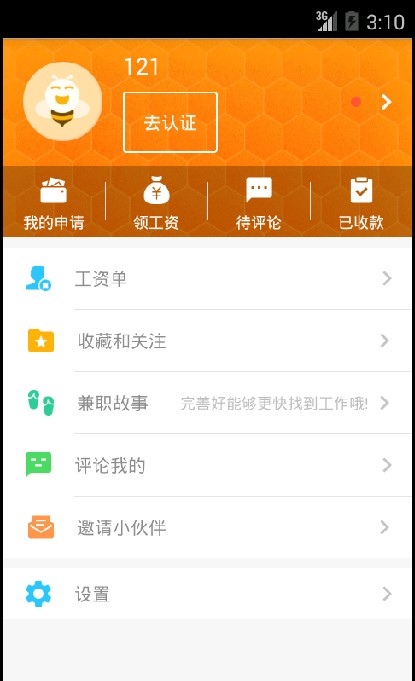 3G 3:10
121
去认证
我的申请 领工资 待评论 已收款
工资单
收藏和关注
兼职故事 完善好能够更快找到工作哦!
评论我的
邀请小伙伴
设置